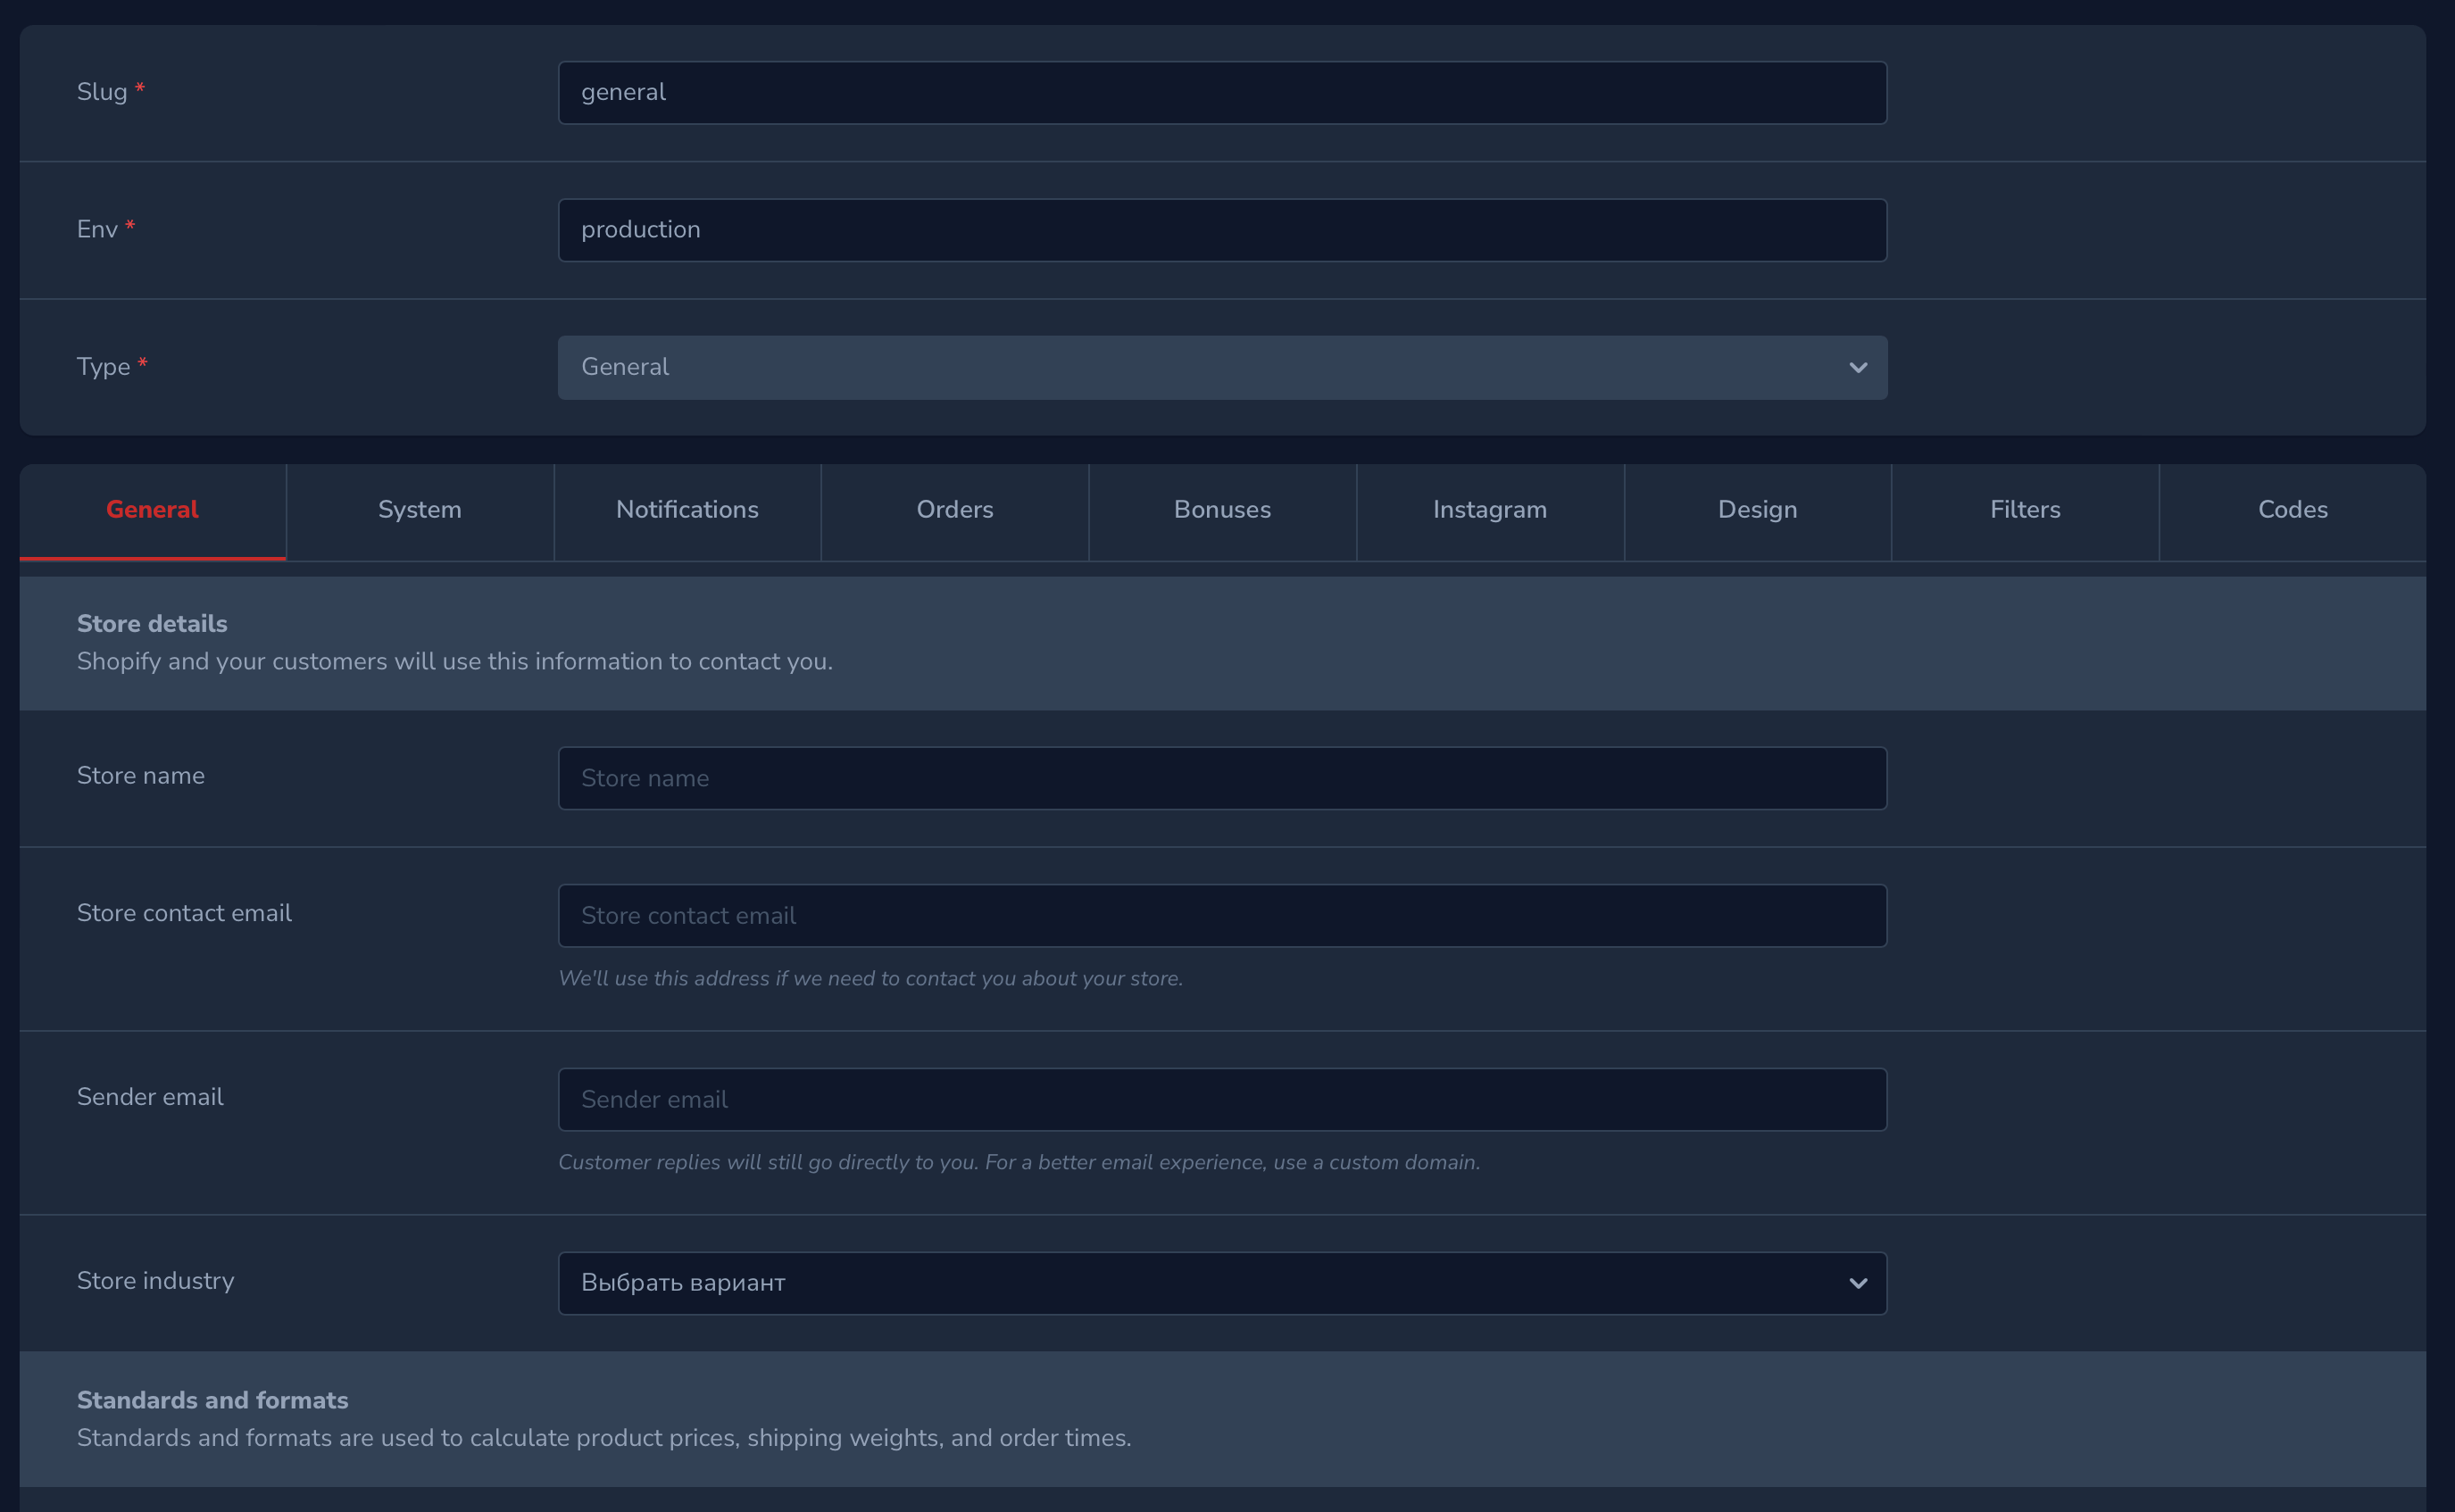 Slug *
general
Env *
production
Type *
General
General
System
Notifications
Orders
Bonuses
Instagram
Design
Filters
Codes
Store details
Shopify and your customers will use this information to contact you.
Store name
Store name
Store contact email
Store contact email
We'll use this address if we need to contact you about your store.
Sender email
Sender email
Customer replies will still go directly to you. For a better email experience, use a custom domain.
Store industry
Выбрать вариант
Standards and formats
Standards and formats are used to calculate product prices, shipping weights, and order times.